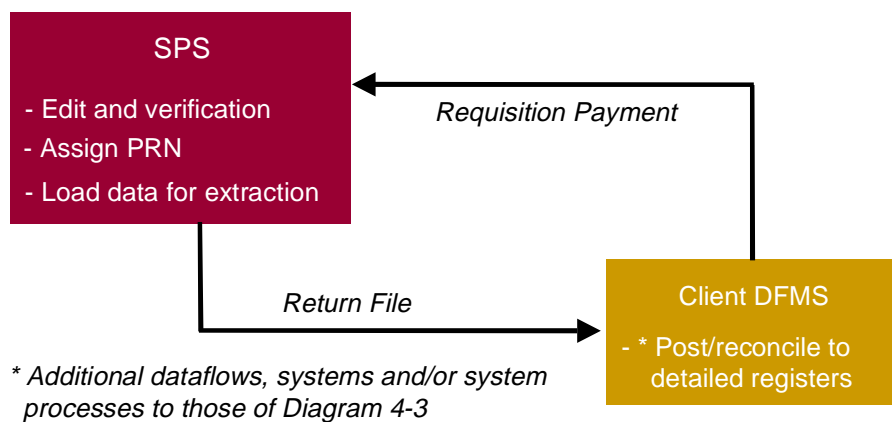 SPS
- Edit and verification
- Assign PRN
- Load data for extraction
Requisition Payment
Return File
Client DFMS
- * Post/reconcile to
detailed registers
* Additional dataflows, systems and/or system
processes to those of Diagram 4-3